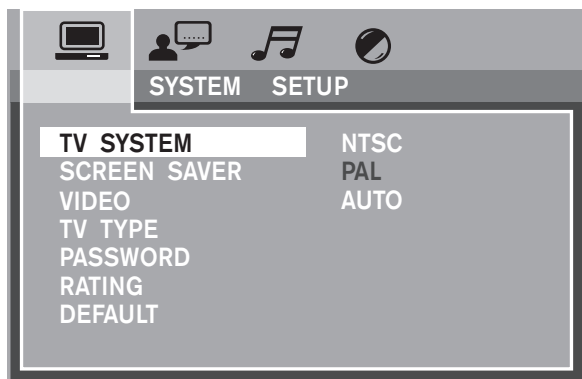 SYSTEM SETUP
TV SYSTEM NTSC
SCREEN SAVER PAL
VIDEO AUTO
TV TYPE
PASSWORD
RATING
DEFAULT